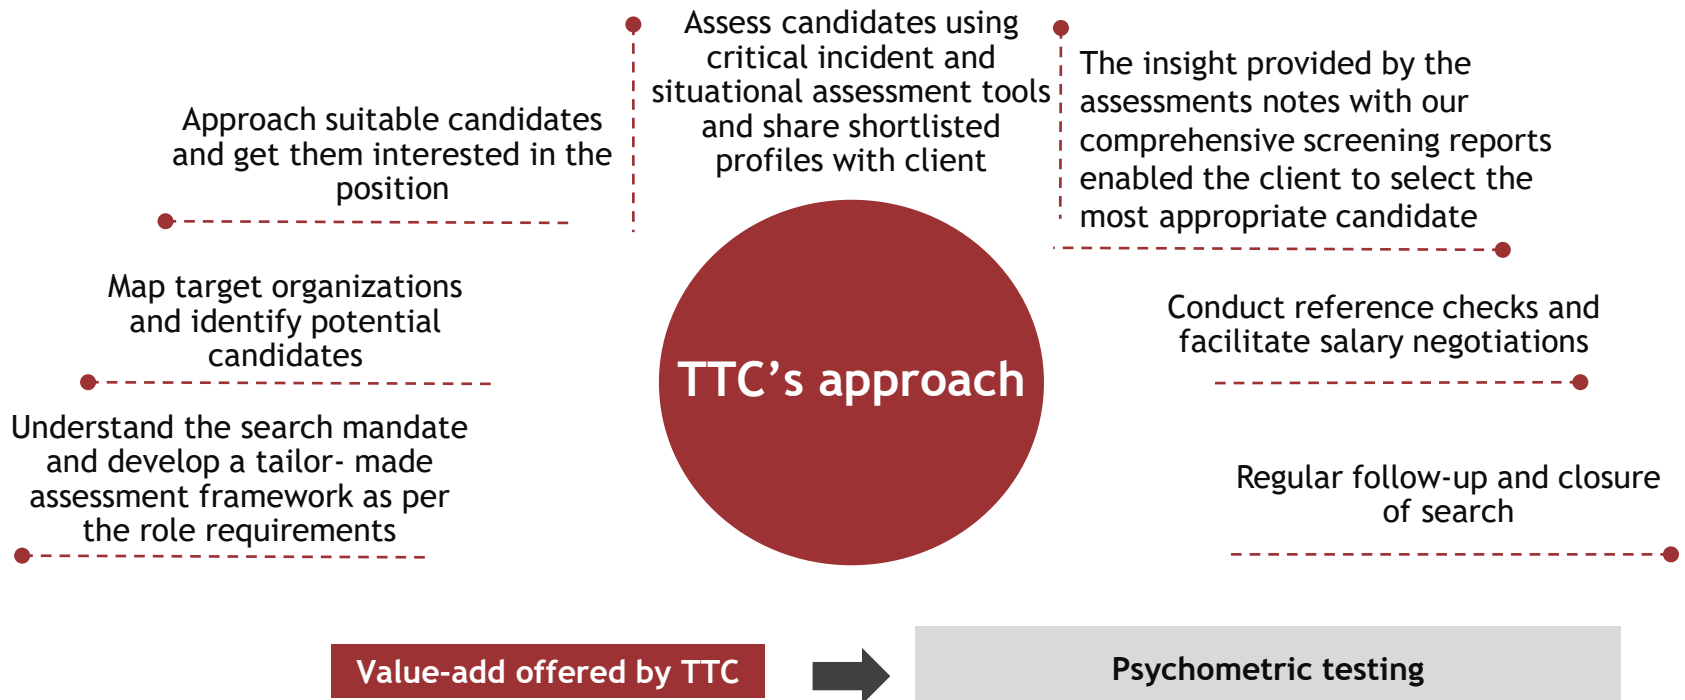 Assess candidates using
critical incident and
situational assessment tools
and share shortlisted
profiles with client
The insight provided by the
assessments notes with our
comprehensive screening reports
enabled the client to select the
most appropriate candidate
Approach suitable candidates
and get them interested in the
position
Map target organizations
and identify potential
candidates
Conduct reference checks and
facilitate salary negotiations
TTC’s approach
Understand the search mandate
and develop a tailor- made
assessment framework as per
the role requirements
Regular follow-up and closure
of search
Value-add offered by TTC
Psychometric testing